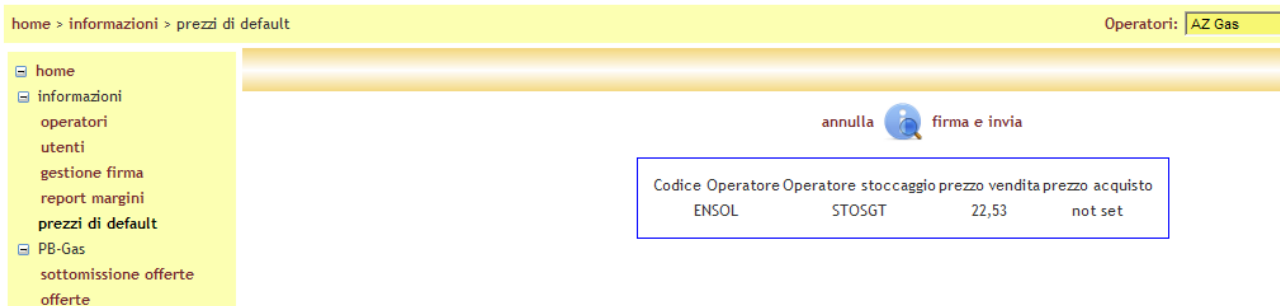 home > informazioni > prezzi di default Operatori: AZ Gas
home
informazioni
operatori
utenti
gestione firma
report margini
prezzi di default
PB-Gas
sottomissione offerte
offerte
annulla firma e invia
Codice Operatore Operatore stoccaggio prezzo vendita prezzo acquisto
ENSOL STOSGT 22,53 not set